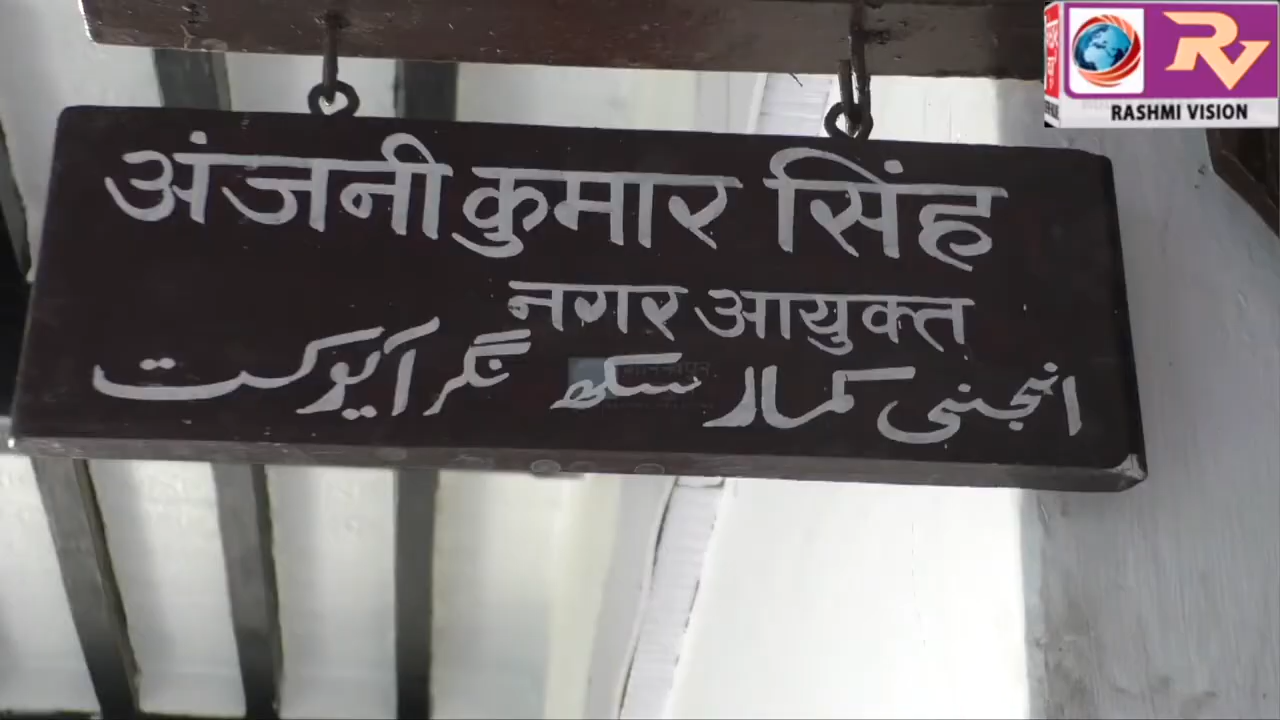 RASHMI VISION
अंजनी कुमार सिंह
नगर आयुक्त
انجنی کمار سنگھ نگر آیوکت